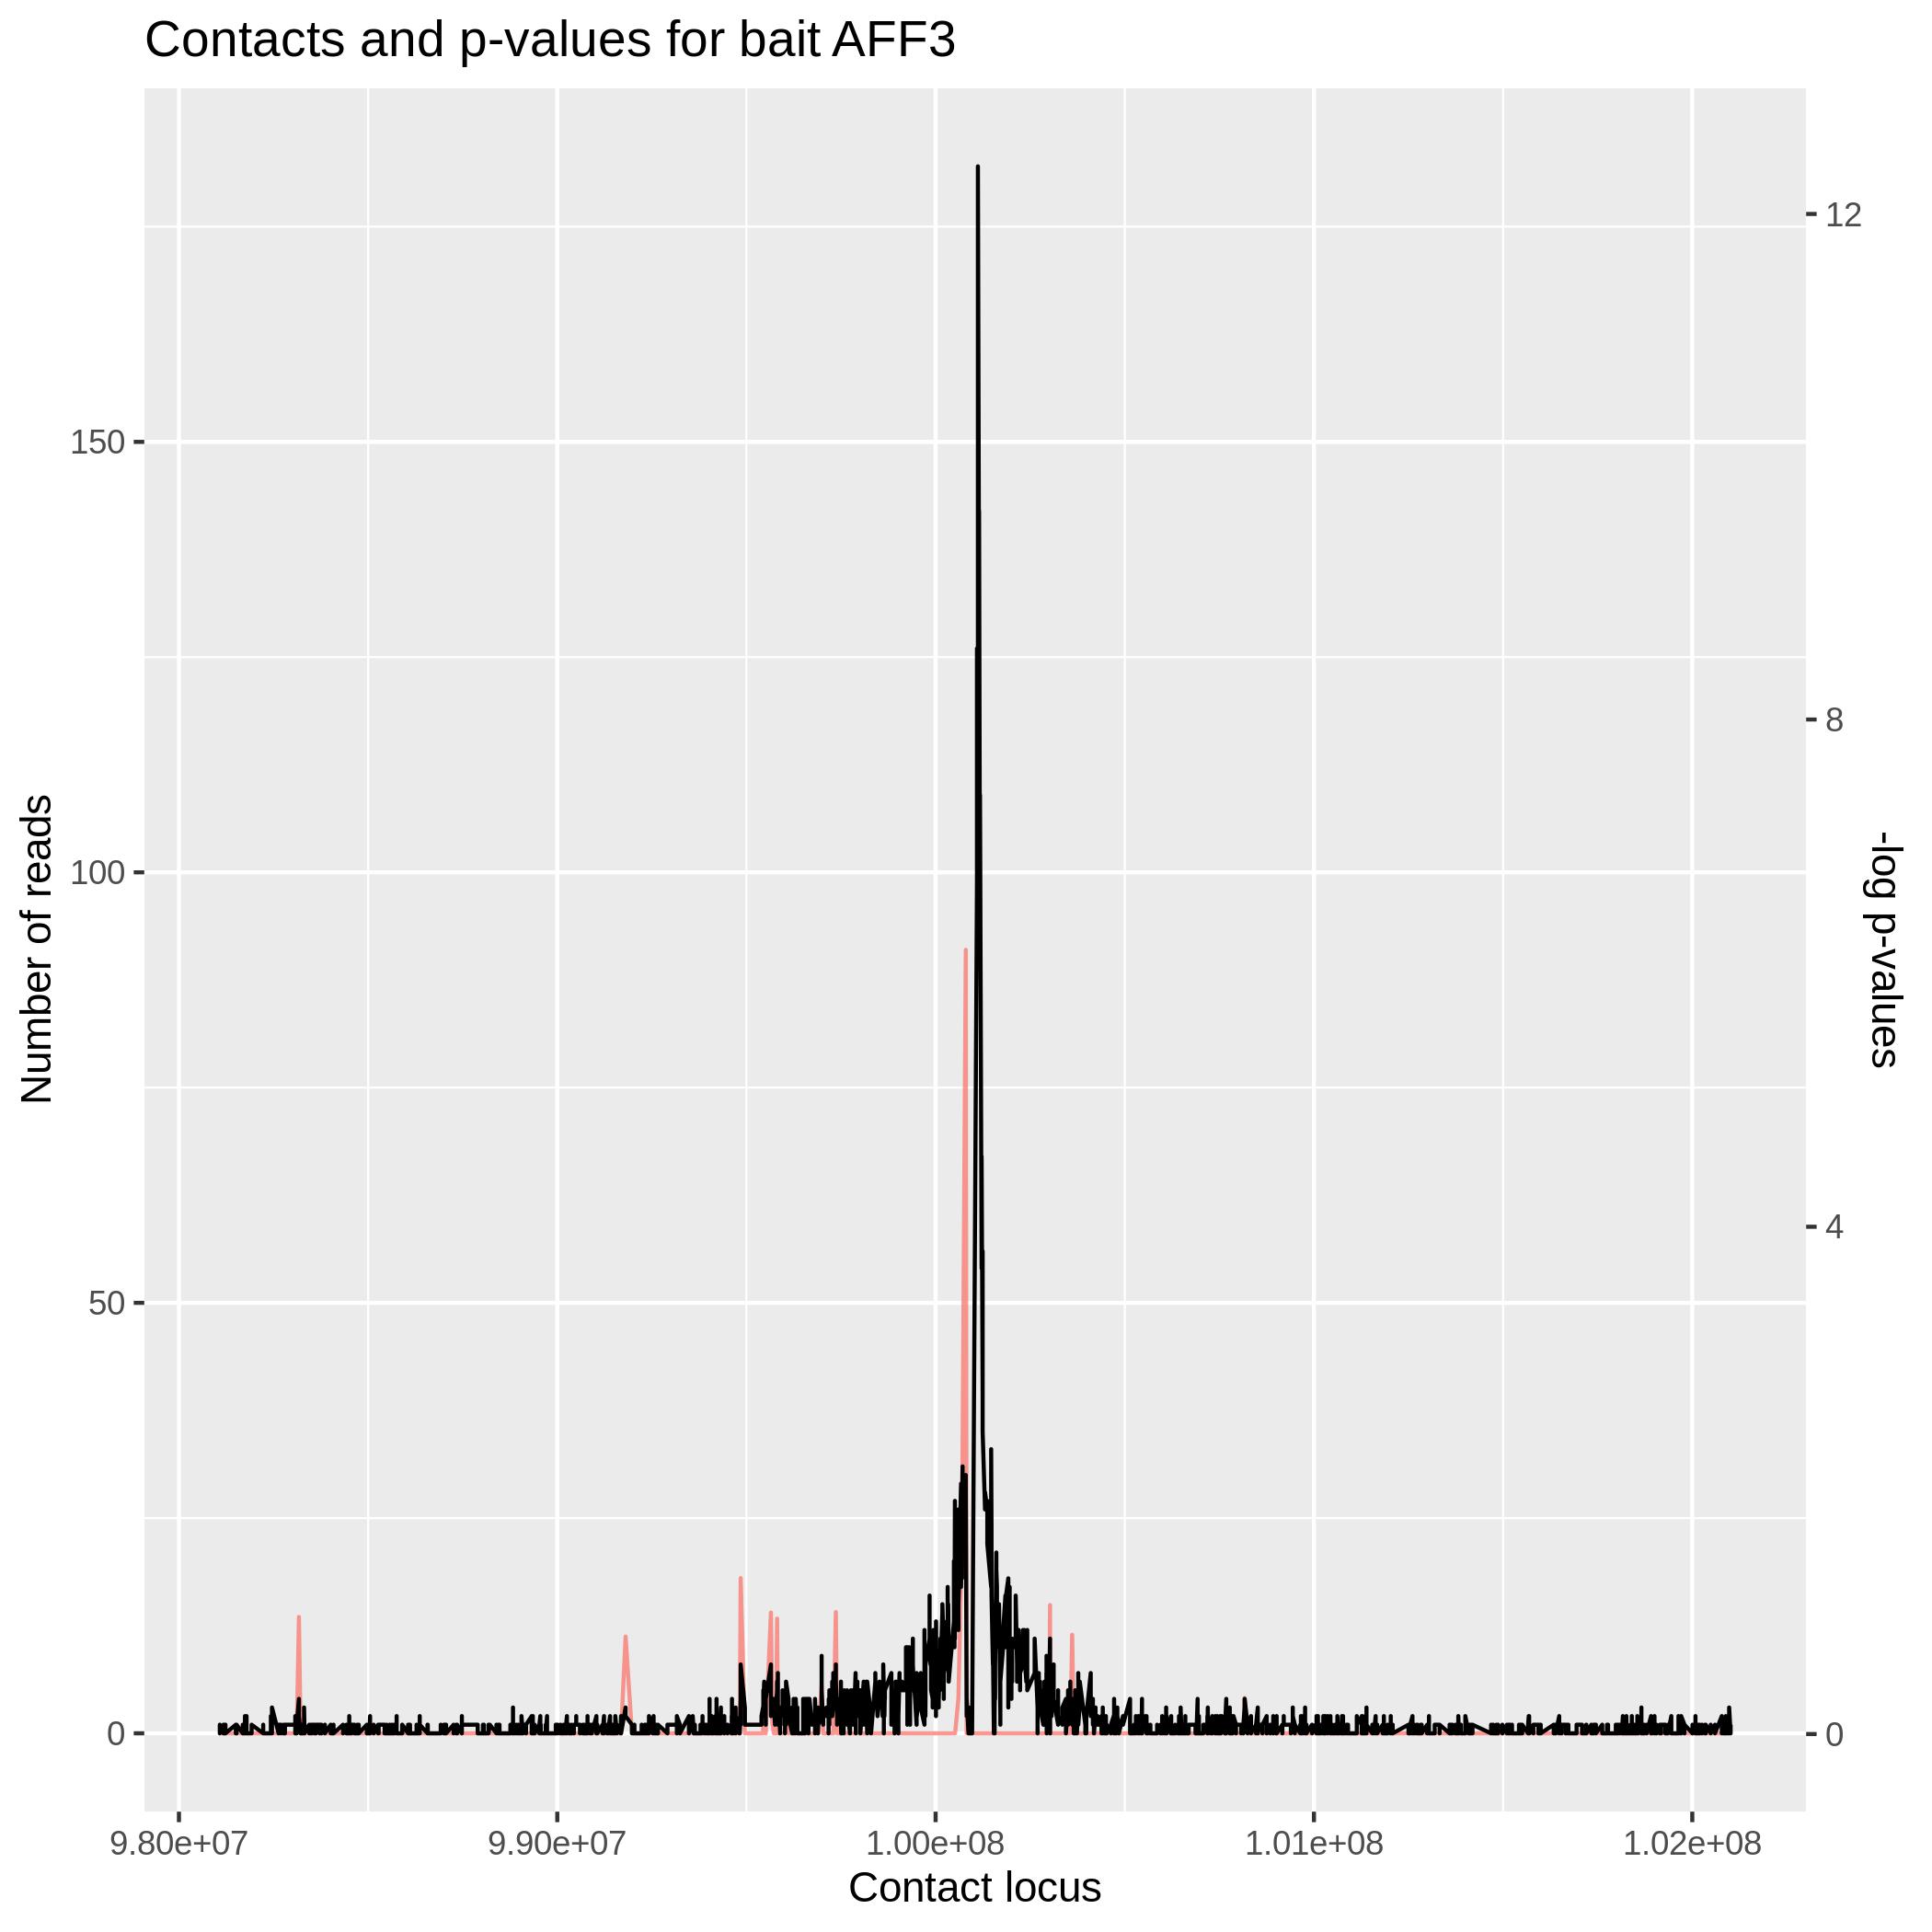 Contacts and p-values for bait AFF3
Number of reads
150
100
50
0
12
8
4
0
-log p-values
9.80e+07
9.90e+07
1.00e+08
1.01e+08
1.02e+08
Contact locus